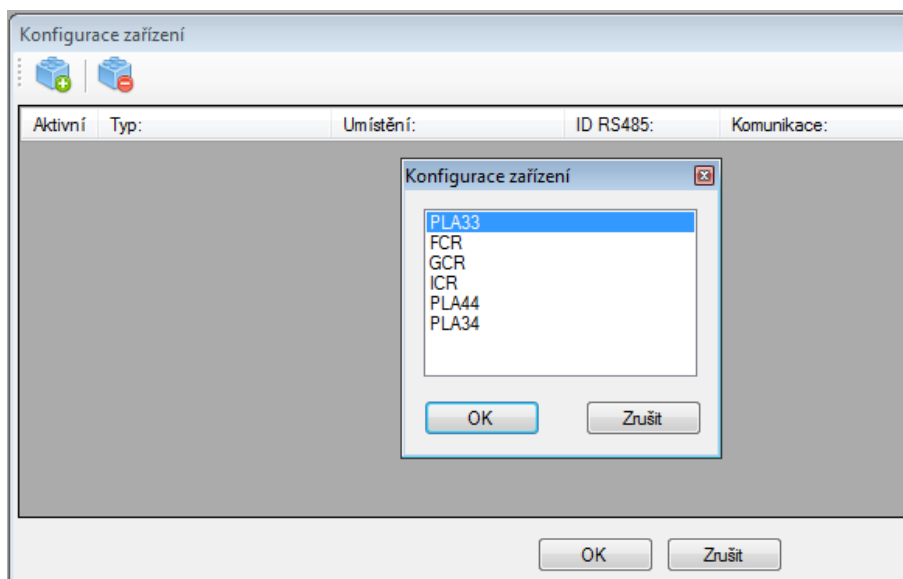 Konfigurace zařízení
Aktivní Typ: Umístění: ID RS485: Komunikace:
Konfigurace zařízení
PLA33
FCR
GCR
ICR
PLA44
PLA34
OK Zrušit
OK Zrušit